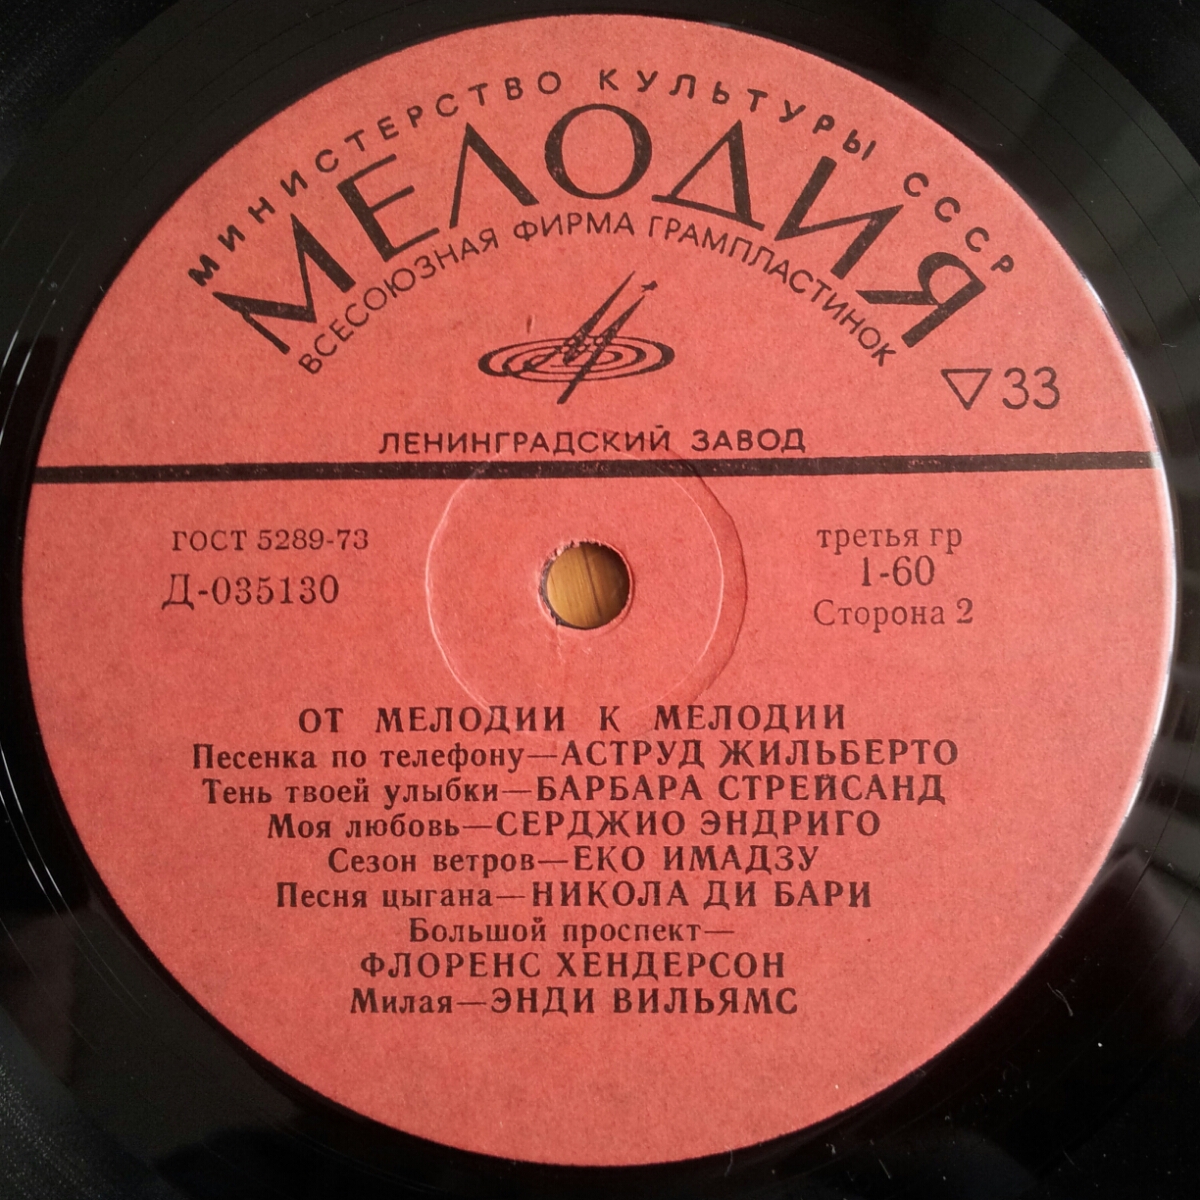 МИНИСТЕРСТВО КУЛЬТУРЫ СССР
МЕЛОДИЯ
ВСЕСОЮЗНАЯ ФИРМА ГРАМПЛАСТИНОК
▽33
ЛЕНИНГРАДСКИЙ ЗАВОД
ГОСТ 5289-73
Д-035130
третья гр
1-60
Сторона 2
ОТ МЕЛОДИИ К МЕЛОДИИ
Песенка по телефону—АСТРУД ЖИЛЬБЕРТО
Тень твоей улыбки—БАРБАРА СТРЕЙСАНД
Моя любовь—СЕРДЖИО ЭНДРИГО
Сезон ветров—ЕКО ИМАДЗУ
Песня цыгана—НИКОЛА ДИ БАРИ
Большой проспект—
ФЛОРЕНС ХЕНДЕРСОН
Милая—ЭНДИ ВИЛЬЯМС